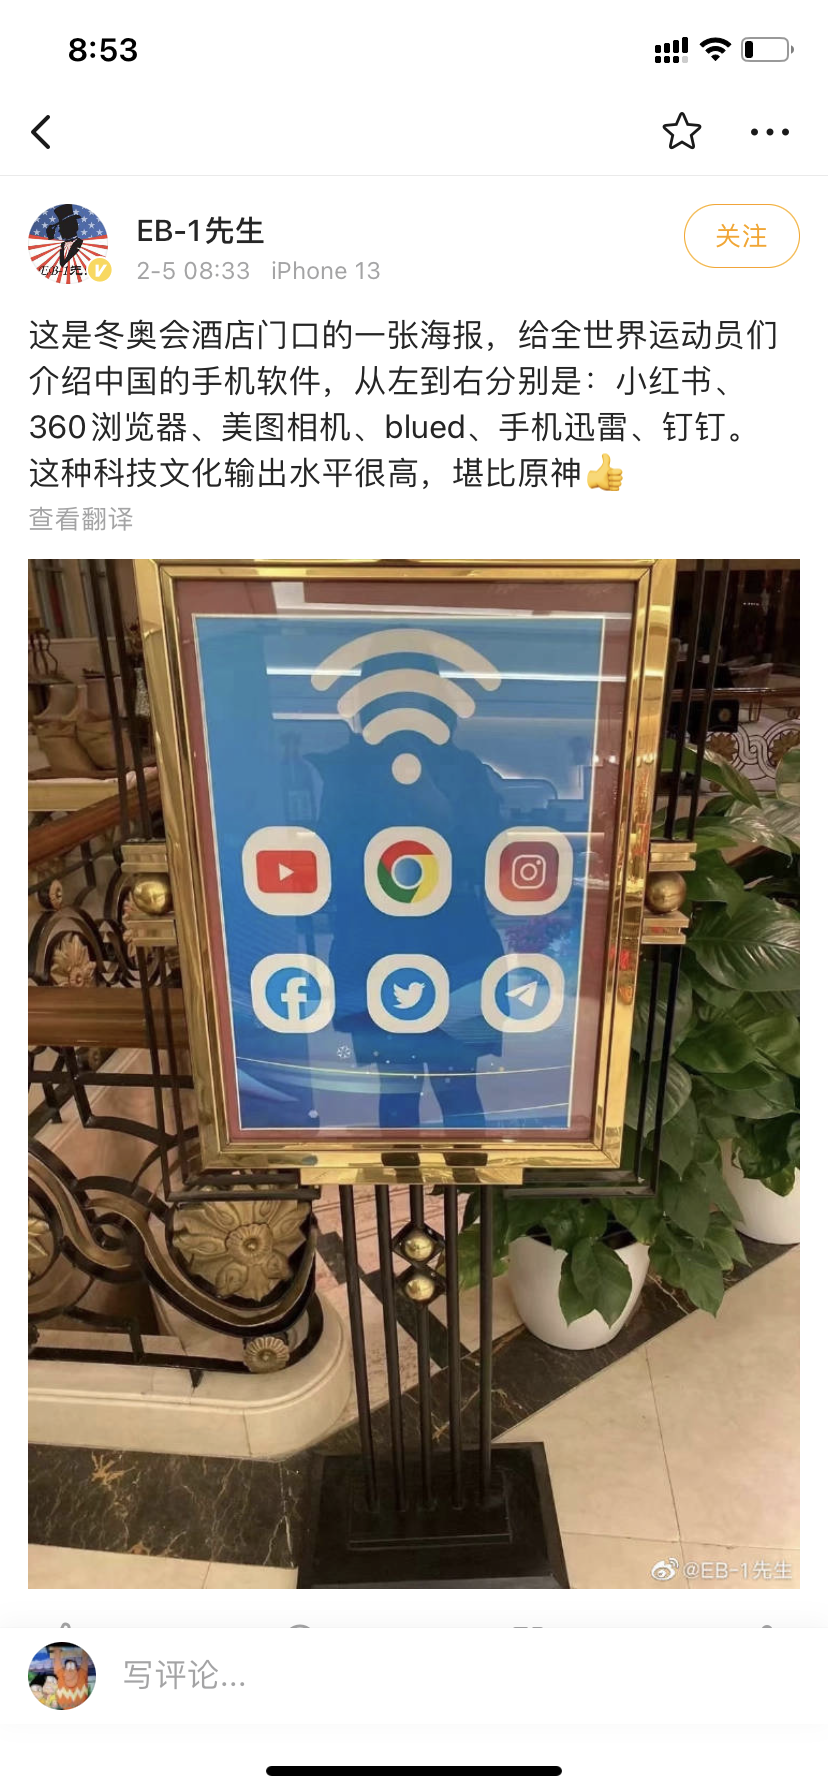 8:53
EB-1先生
2-5 08:33 iPhone 13
关注
这是冬奥会酒店门口的一张海报，给全世界运动员们
介绍中国的手机软件，从左到右分别是：小红书、
360浏览器、美图相机、blued、手机迅雷、钉钉。
这种科技文化输出水平很高，堪比原神👍
查看翻译
@EB-1先生
写评论...